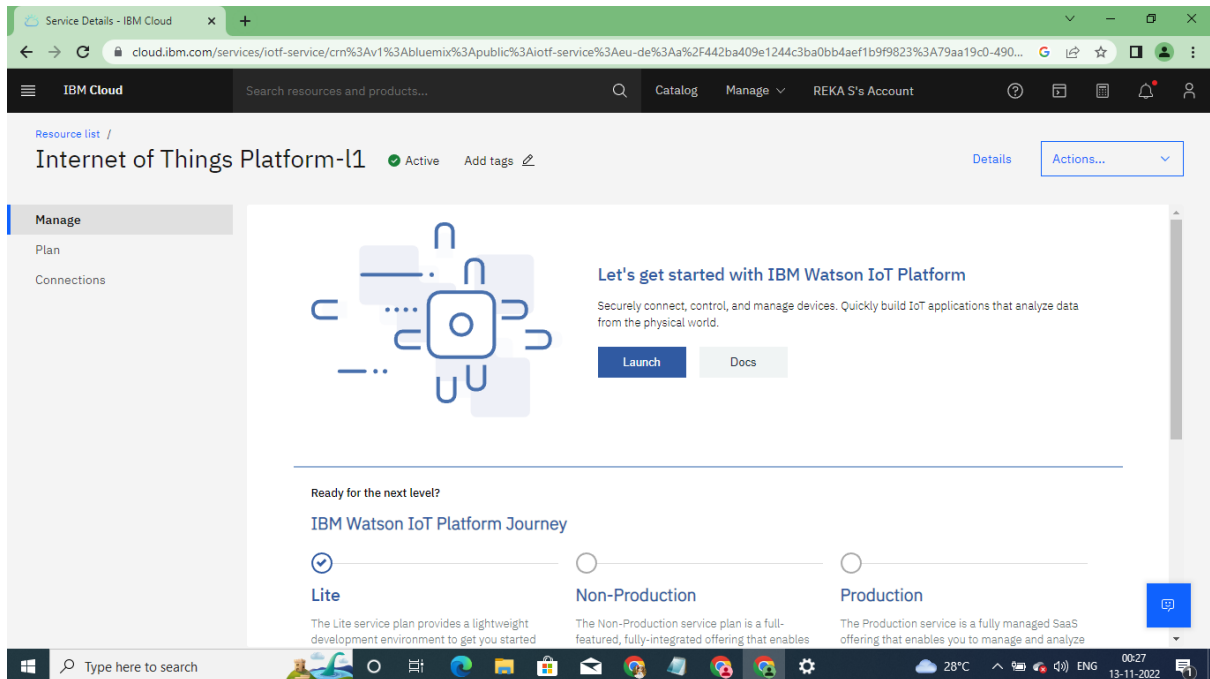 Service Details - IBM Cloud
cloud.ibm.com/services/iotf-service/crn%3Av1%3Abluemix%3Apublic%3Aiotf-service%3Aeu-de%3Aa%2F442ba409e1244c3ba0bb4aef1b9f9823%3A79aa19c0-490...
IBM Cloud
Search resources and products...
Catalog
Manage
REKA S's Account
Resource list /
Internet of Things Platform-l1
Active
Add tags
Details
Actions...
Manage
Plan
Connections
Let's get started with IBM Watson IoT Platform
Securely connect, control, and manage devices. Quickly build IoT applications that analyze data
from the physical world.
Launch
Docs
Ready for the next level?
IBM Watson IoT Platform Journey
Lite
The Lite service plan provides a lightweight
development environment to get you started
Non-Production
The Non-Production service plan is a full-
featured, fully-integrated offering that enables
Production
The Production service is a fully managed SaaS
offering that enables you to manage and analyze
Type here to search
28°C
ENG
00:27
13-11-2022
1